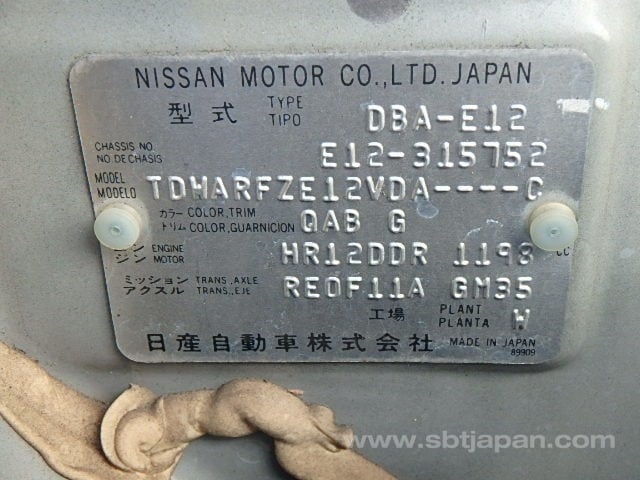 NISSAN MOTOR CO.,LTD. JAPAN
型式 TYPE TIPO DBA-E12
CHASSIS NO. NO. DE CHASIS E12-315752
MODEL MODELO TDWARFZE12VDA----C
カラー COLOR,TRIM トリム COLOR,GUARNICION QAB G
ジン ENGINE MOTOR HR12DDR 1198 CC
ミッション TRANS.,AXLE アクスル TRANS.,EJE RE0F11A GM35
工場 PLANT PLANTA W
日産自動車株式会社 MADE IN JAPAN
89909
www.sbtjapan.com